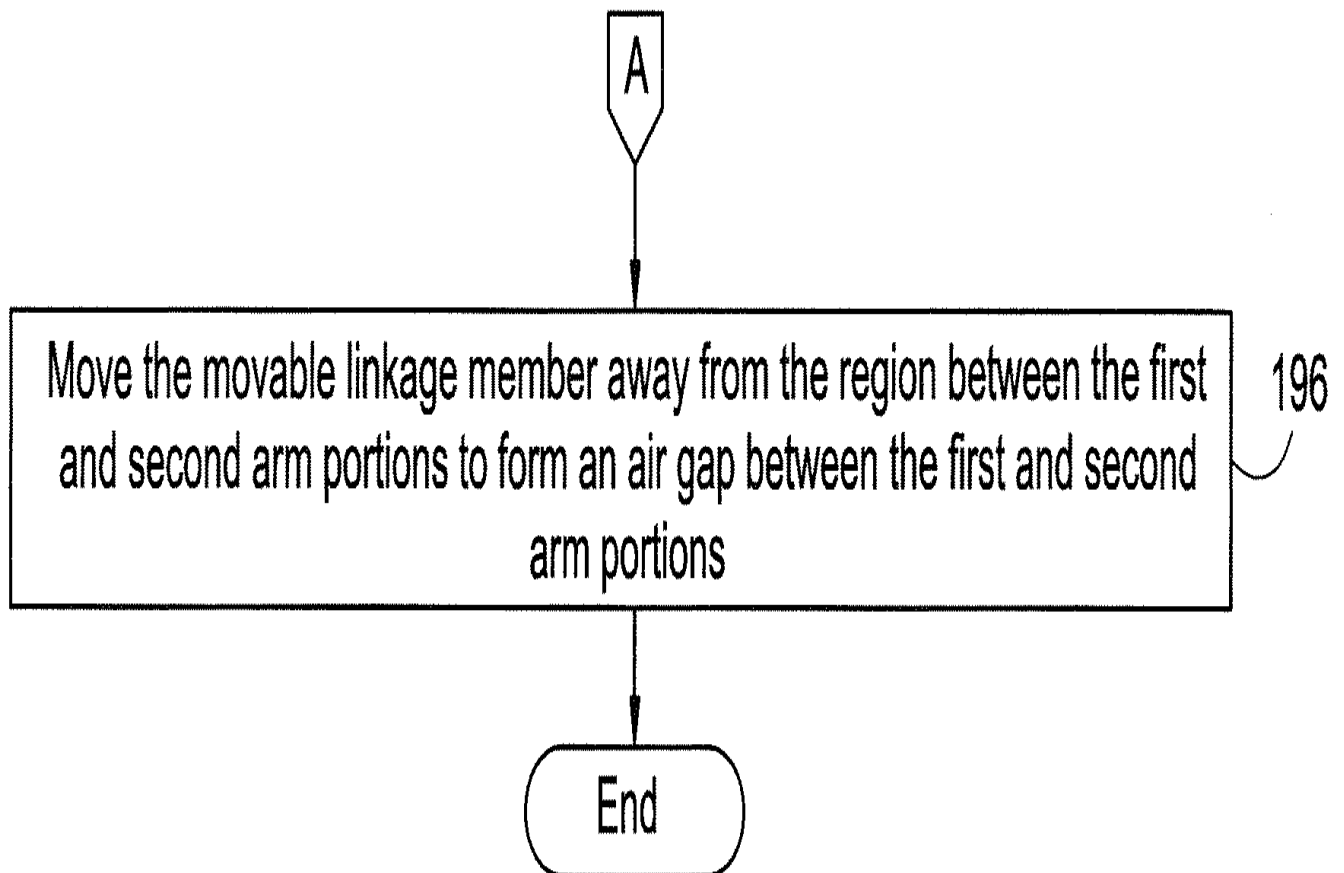 A
Move the movable linkage member away from the region between the first
and second arm portions to form an air gap between the first and second
arm portions
196
End